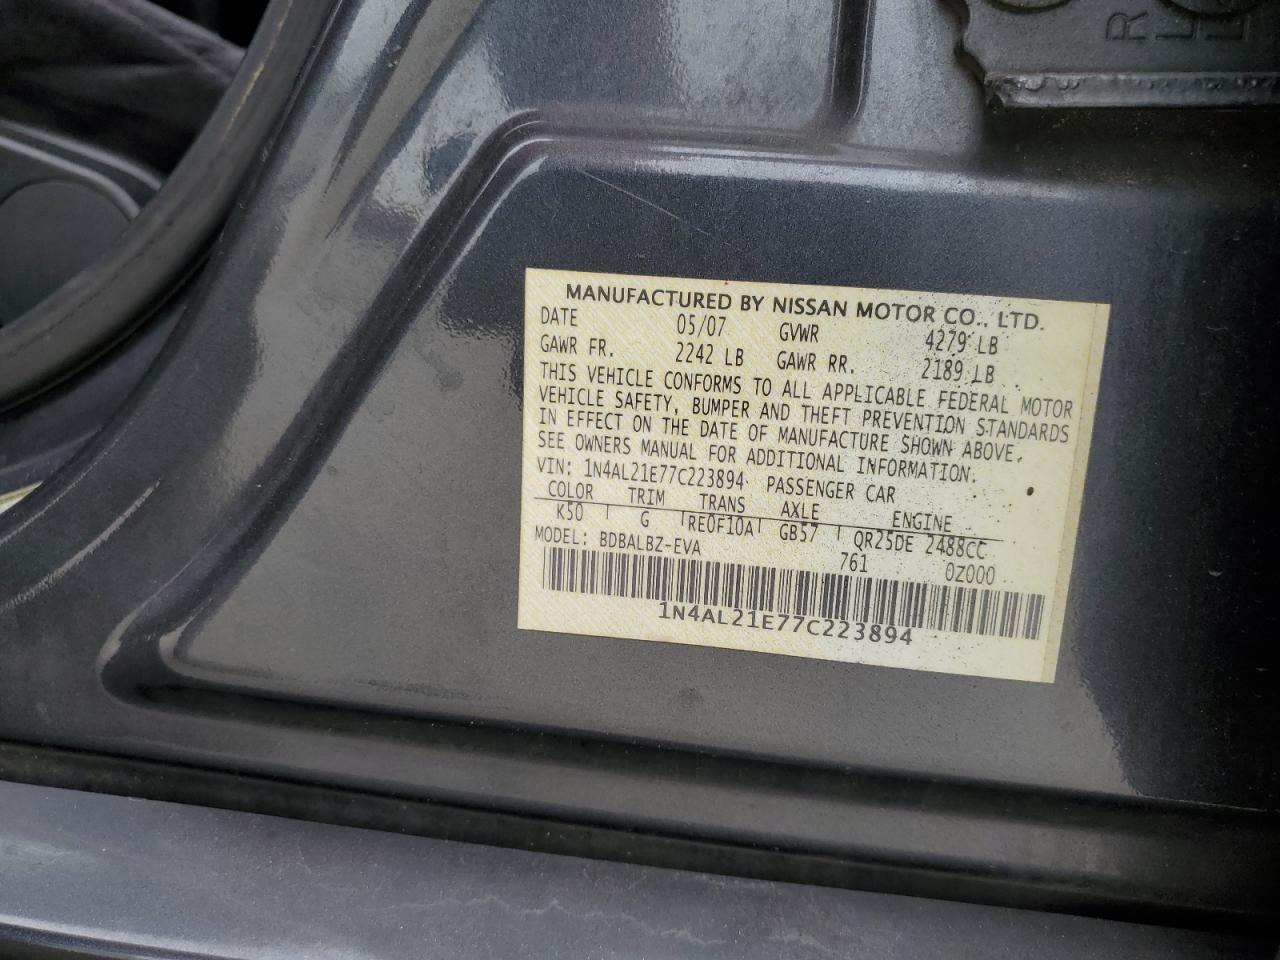 MANUFACTURED BY NISSAN MOTOR CO., LTD.
DATE 05/07 GVWR 4279 LB
GAWR FR. 2242 LB GAWR RR. 2189 LB
THIS VEHICLE CONFORMS TO ALL APPLICABLE FEDERAL MOTOR
VEHICLE SAFETY, BUMPER AND THEFT PREVENTION STANDARDS
IN EFFECT ON THE DATE OF MANUFACTURE SHOWN ABOVE.
SEE OWNERS MANUAL FOR ADDITIONAL INFORMATION.
VIN: 1N4AL21E77C223894 PASSENGER CAR
COLOR TRIM TRANS AXLE ENGINE
K50 G RE0F10A GB57 QR25DE 2488CC
MODEL: BDBALBZ-EVA 761 0Z000
1N4AL21E77C223894